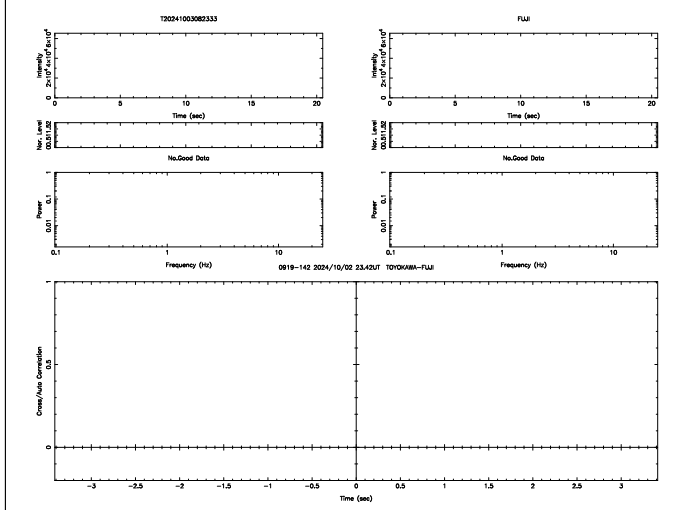 T20241003082333
FUJI
Intensity
0 2×10⁴ 4×10⁴ 6×10⁴
0 5 10 15 20
Time (sec)
Intensity
0 2×10⁴ 4×10⁴ 6×10⁴
0 5 10 15 20
Time (sec)
Nor. Level
00.511.52
Nor. Level
00.511.52
No.Good Data
No.Good Data
Power
0.01 0.1 1
0.1 1 10
Frequency (Hz)
Power
0.01 0.1 1
0.1 1 10
Frequency (Hz)
0919-142 2024/10/02 23.42UT TOYOKAWA-FUJI
Cross/Auto Correlation
0 0.5 1
-3 -2.5 -2 -1.5 -1 -0.5 0 0.5 1 1.5 2 2.5 3
Time (sec)